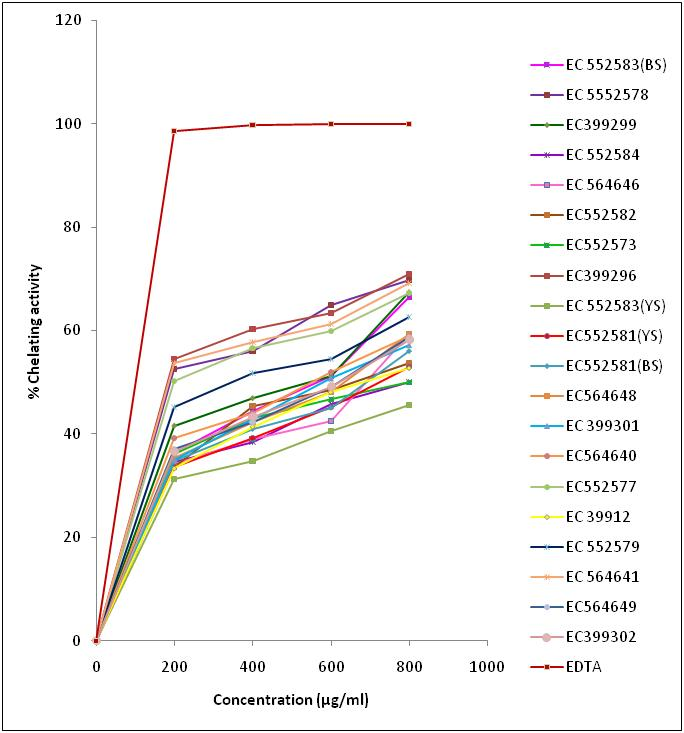 120
100
80
60
40
20
0
0 200 400 600 800 1000
% Chelating activity
Concentration (µg/ml)
EC 552583(BS)
EC 5552578
EC399299
EC 552584
EC 564646
EC552582
EC552573
EC399296
EC 552583(YS)
EC552581(YS)
EC552581(BS)
EC564648
EC 399301
EC564640
EC552577
EC 39912
EC 552579
EC 564641
EC564649
EC399302
EDTA